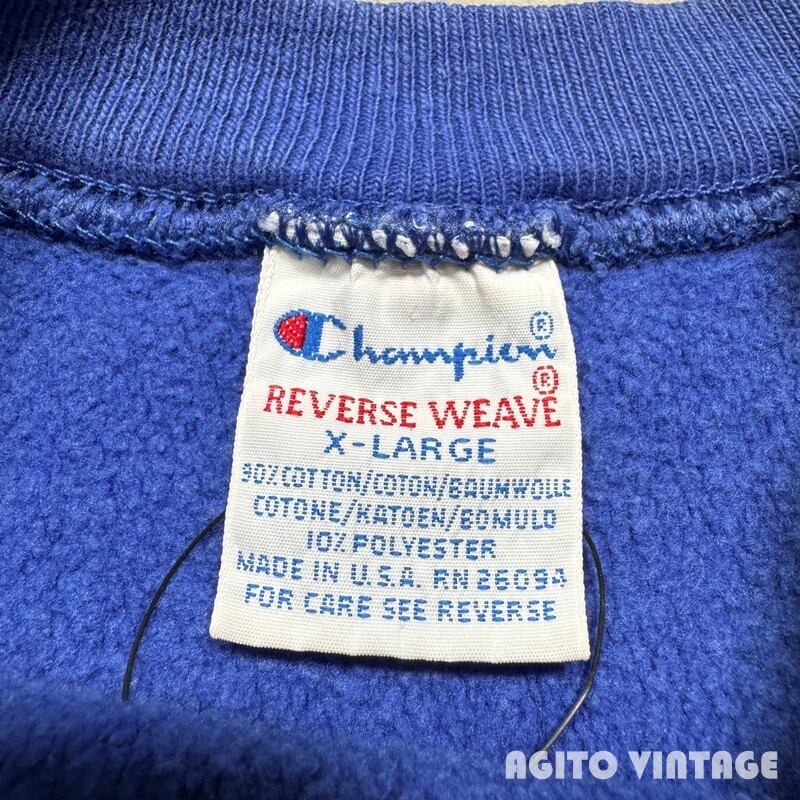 Champion®
REVERSE WEAVE®
X-LARGE
90% COTTON/COTON/BAUMWOLLE
COTONE/KATOEN/BOMULD
10% POLYESTER
MADE IN U.S.A. RN 26094
FOR CARE SEE REVERSE
AGITO VINTAGE